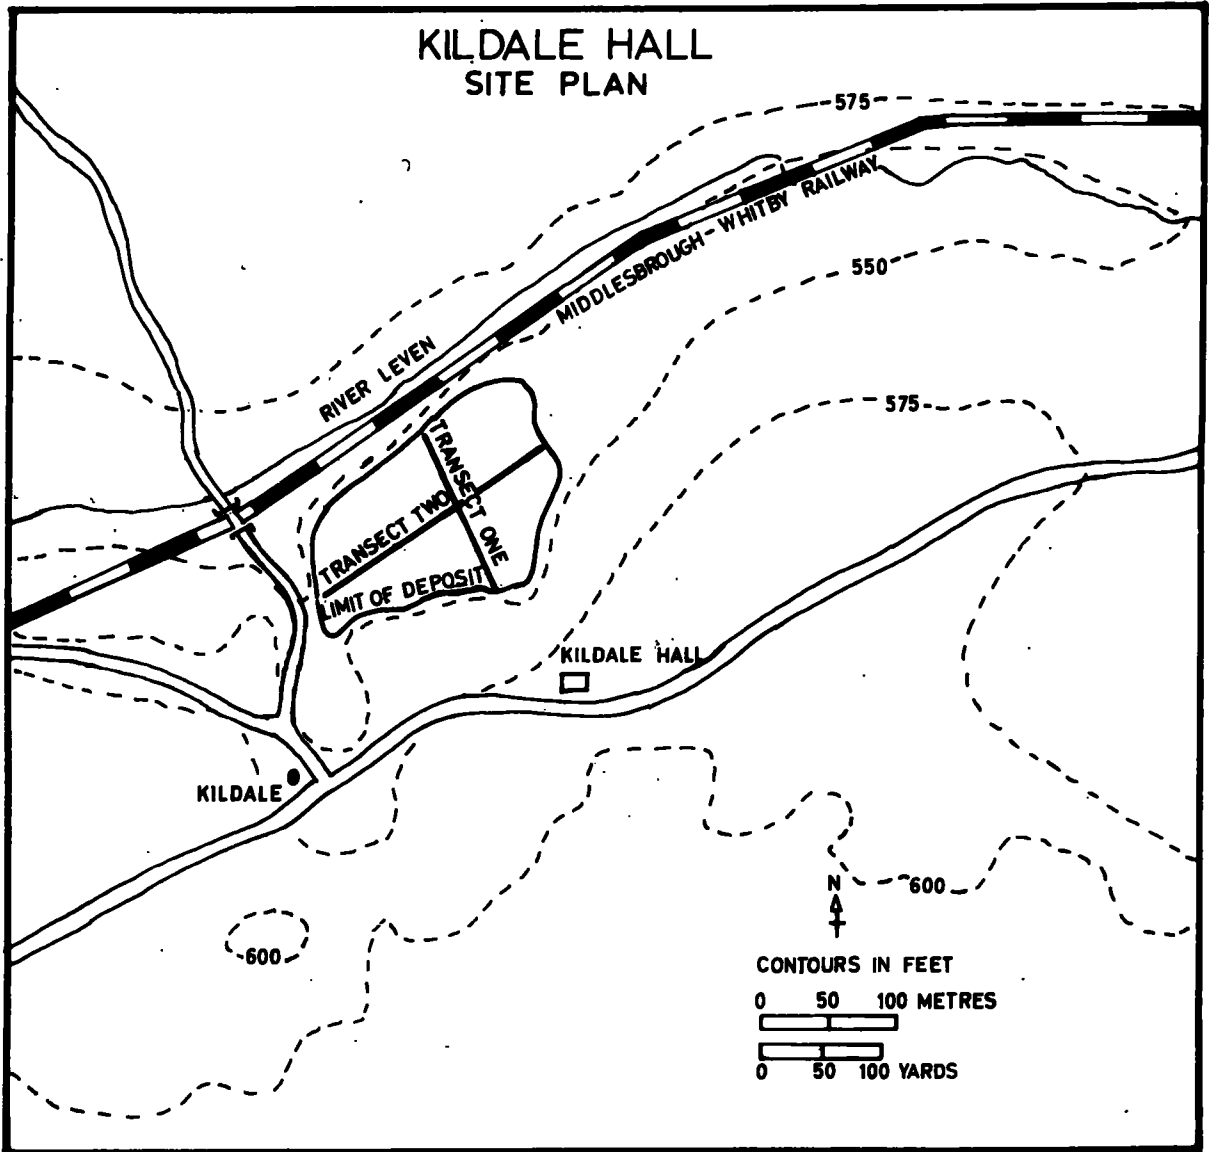 KILDALE HALL
SITE PLAN
575
MIDDLESBROUGH-WHITBY RAILWAY
550
RIVER LEVEN
575
TRANSECT ONE
TRANSECT TWO
LIMIT OF DEPOSIT
KILDALE HALL
KILDALE
600
600
N
CONTOURS IN FEET
0 50 100 METRES
0 50 100 YARDS